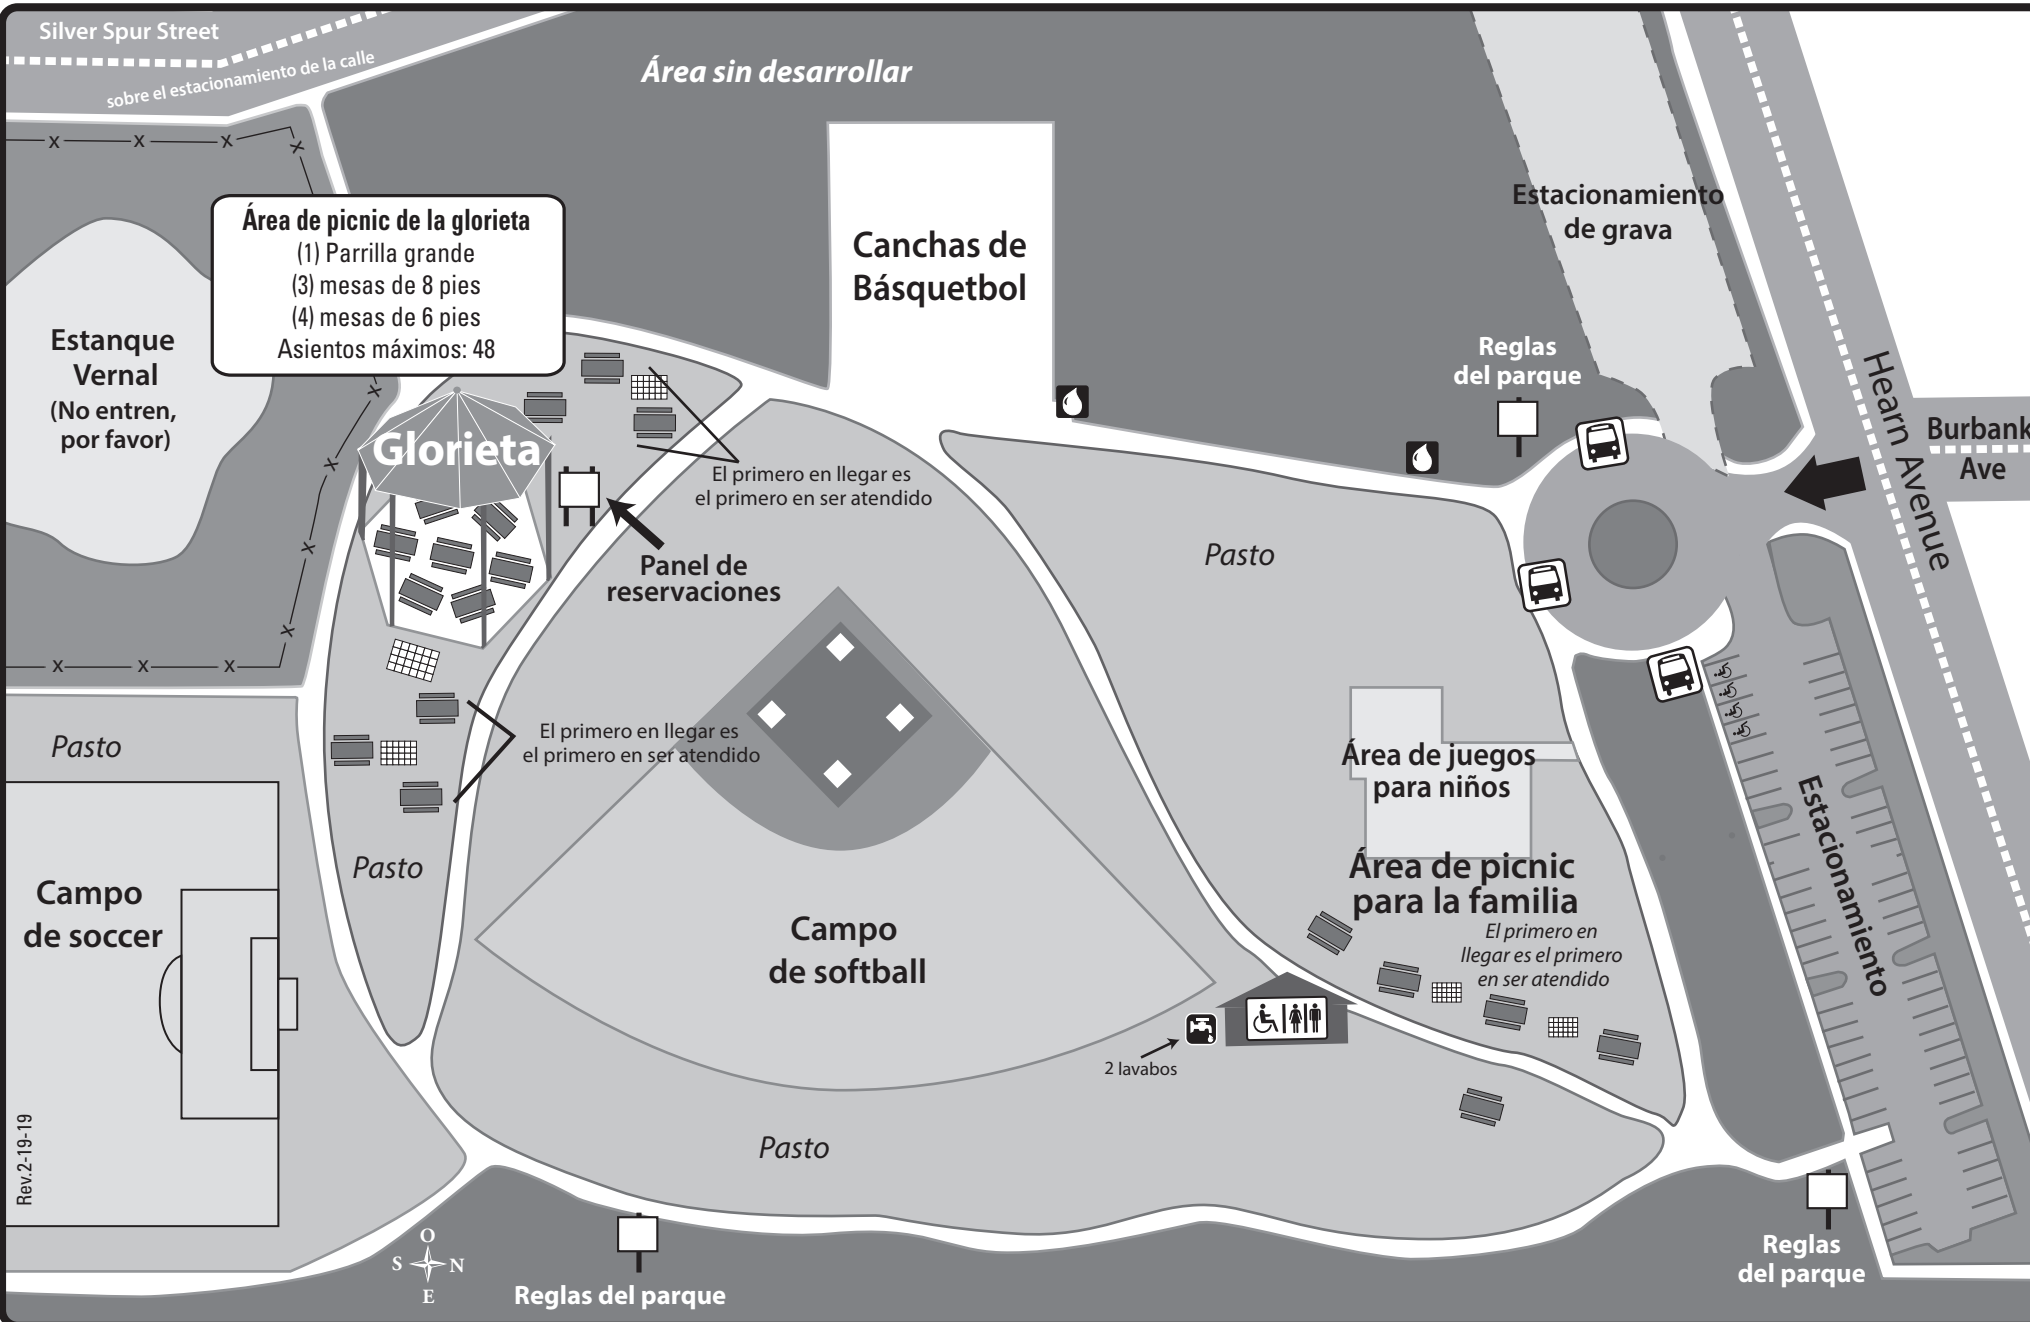 Silver Spur Street
sobre el estacionamiento de la calle
Área sin desarrollar
Área de picnic de la glorieta
(1) Parrilla grande
(3) mesas de 8 pies
(4) mesas de 6 pies
Asientos máximos: 48
Canchas de
Básquetbol
Estacionamiento
de grava
Estanque
Vernal
(No entren,
por favor)
Reglas
del parque
Hearn Avenue
Burbank
Ave
Glorieta
El primero en llegar es
el primero en ser atendido
Panel de
reservaciones
Pasto
Pasto
El primero en llegar es
el primero en ser atendido
Área de juegos
para niños
Estacionamiento
Pasto
Área de picnic
para la familia
El primero en
llegar es el primero
en ser atendido
Campo
de soccer
Campo
de softball
2 lavabos
Pasto
Rev.2-19-19
O
S N
E
Reglas del parque
Reglas
del parque